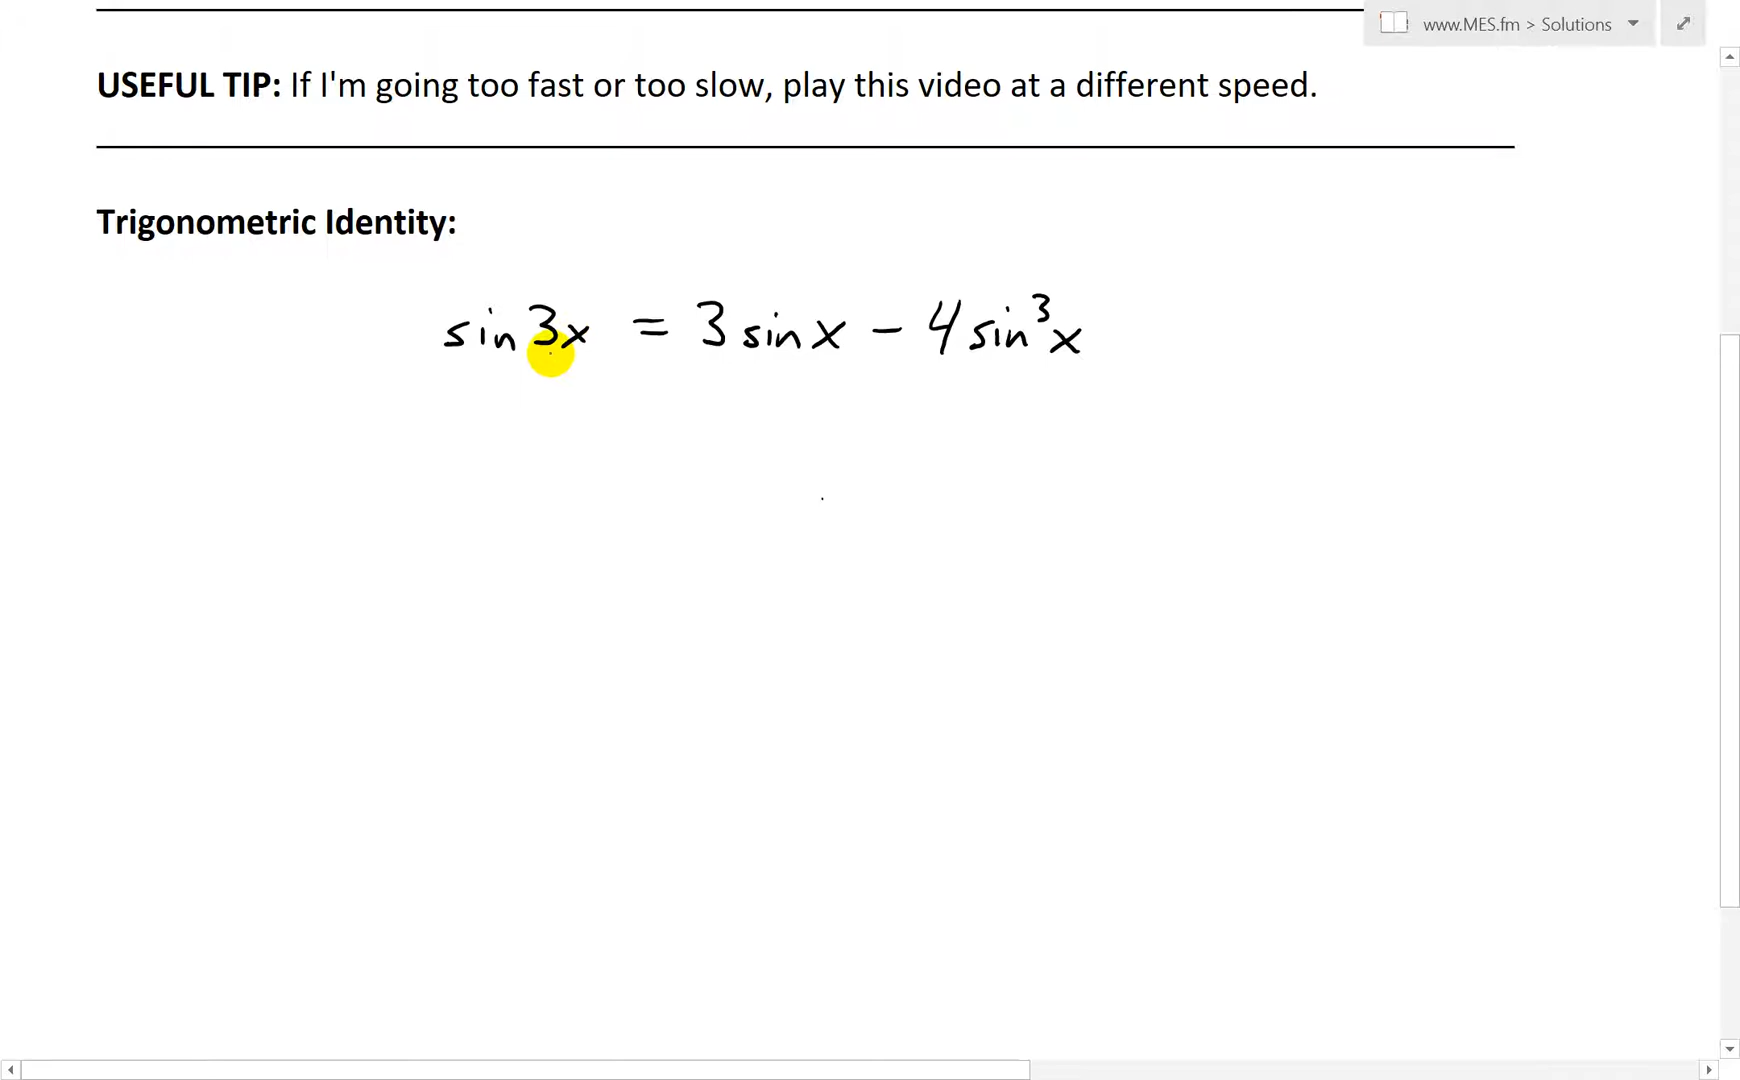 www.MES.fm > Solutions
USEFUL TIP: If I'm going too fast or too slow, play this video at a different speed.
Trigonometric Identity:
sin 3x = 3 sin x − 4 sin³ x